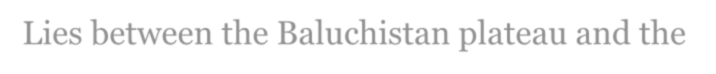 Lies between the Baluchistan plateau and the